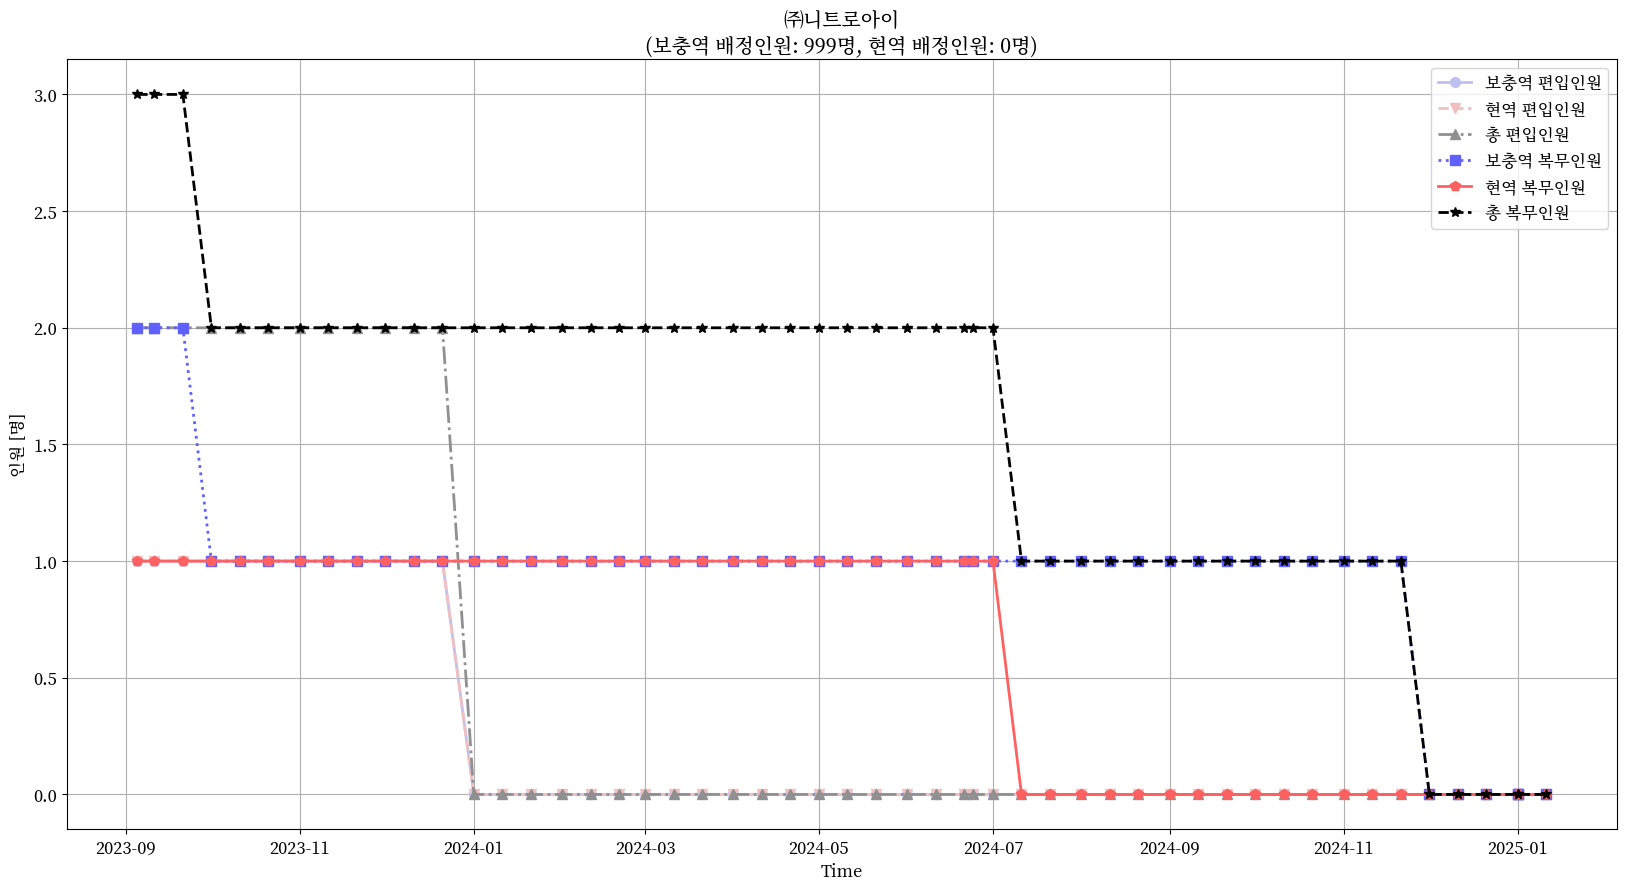 ㈜니트로아이
(보충역 배정인원: 999명, 현역 배정인원: 0명)
보충역 편입인원
현역 편입인원
총 편입인원
보충역 복무인원
현역 복무인원
총 복무인원
인원 [명]
3.0
2.5
2.0
1.5
1.0
0.5
0.0
2023-09
2023-11
2024-01
2024-03
2024-05
2024-07
2024-09
2024-11
2025-01
Time